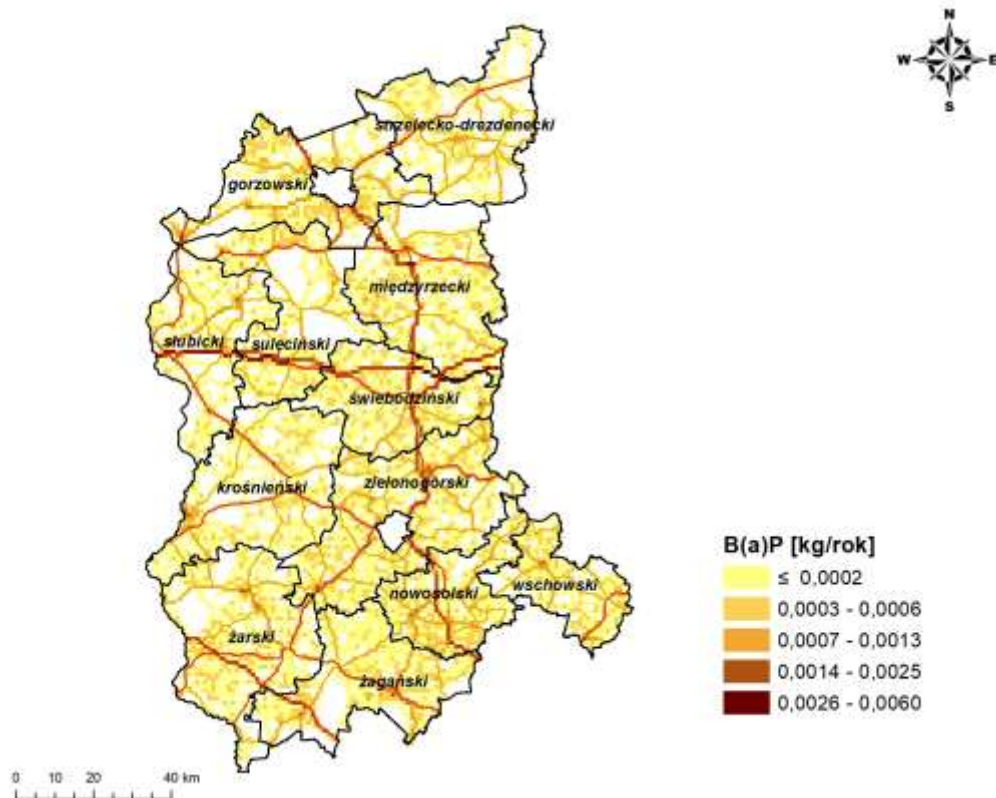 N
W E
S
strzelecko-drezdenecki
gorzowski
międzyrzecki
słubicki
sulęciński
świebodziński
krośnieński
zielonogórski
nowosolski
wschowski
żarski
żagański
B(a)P [kg/rok]
≤ 0,0002
0,0003 - 0,0006
0,0007 - 0,0013
0,0014 - 0,0025
0,0026 - 0,0060
0 10 20 40 km